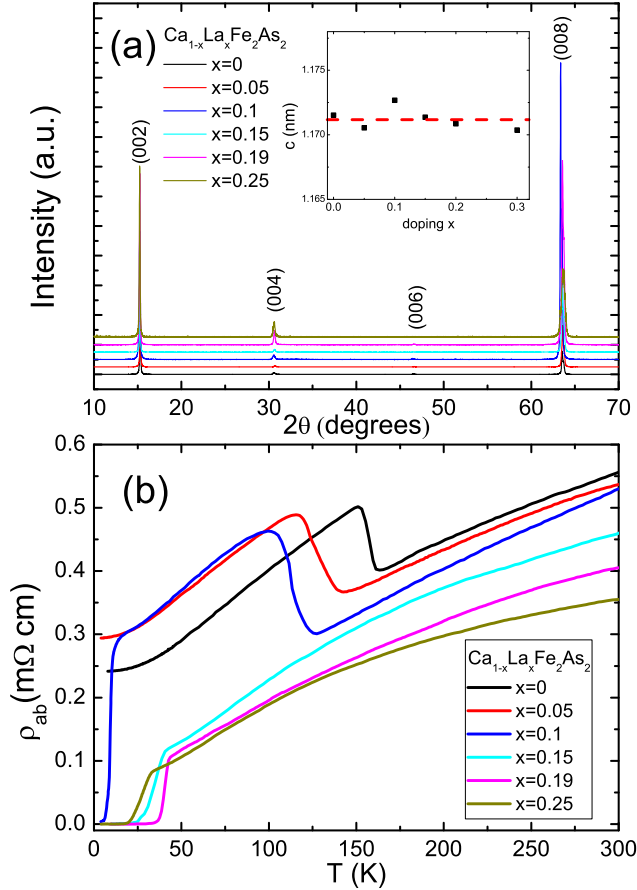 (a)
Ca1-xLaxFe2As2
x=0
x=0.05
x=0.1
x=0.15
x=0.19
x=0.25
(002)
(004)
(006)
(008)
1.175
1.170
1.165
c (nm)
0.0 0.1 0.2 0.3
doping x
Intensity (a.u.)
10 20 30 40 50 60 70
2θ (degrees)
(b)
0.6
0.5
0.4
0.3
0.2
0.1
0.0
ρab(mΩ cm)
Ca1-xLaxFe2As2
x=0
x=0.05
x=0.1
x=0.15
x=0.19
x=0.25
0 50 100 150 200 250 300
T (K)